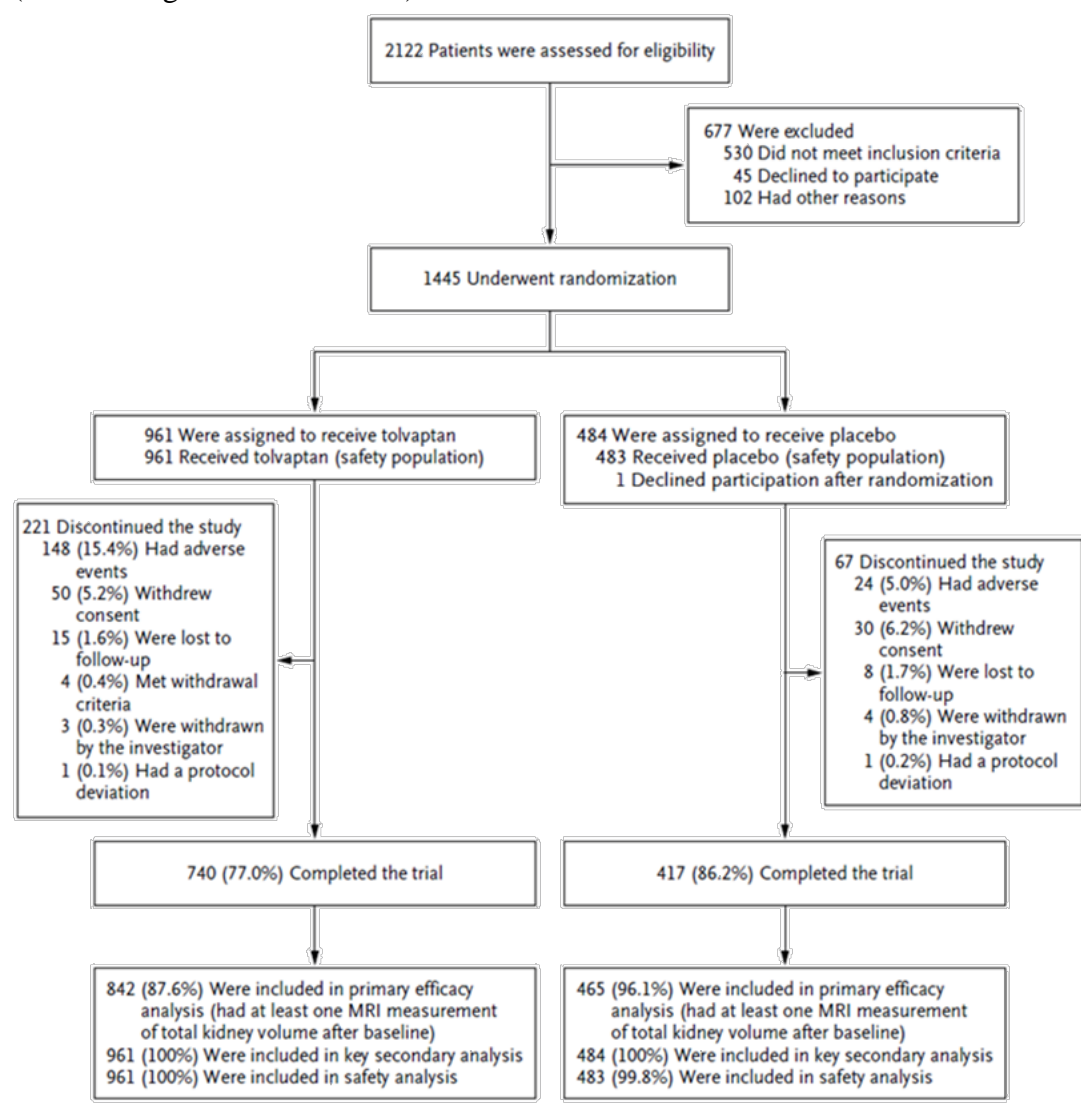 2122 Patients were assessed for eligibility
677 Were excluded
530 Did not meet inclusion criteria
45 Declined to participate
102 Had other reasons
1445 Underwent randomization
961 Were assigned to receive tolvaptan
961 Received tolvaptan (safety population)
484 Were assigned to receive placebo
483 Received placebo (safety population)
1 Declined participation after randomization
221 Discontinued the study
148 (15.4%) Had adverse
events
50 (5.2%) Withdrew
consent
15 (1.6%) Were lost to
follow-up
4 (0.4%) Met withdrawal
criteria
3 (0.3%) Were withdrawn
by the investigator
1 (0.1%) Had a protocol
deviation
67 Discontinued the study
24 (5.0%) Had adverse
events
30 (6.2%) Withdrew
consent
8 (1.7%) Were lost to
follow-up
4 (0.8%) Were withdrawn
by the investigator
1 (0.2%) Had a protocol
deviation
740 (77.0%) Completed the trial
417 (86.2%) Completed the trial
842 (87.6%) Were included in primary efficacy
analysis (had at least one MRI measurement
of total kidney volume after baseline)
961 (100%) Were included in key secondary analysis
961 (100%) Were included in safety analysis
465 (96.1%) Were included in primary efficacy
analysis (had at least one MRI measurement
of total kidney volume after baseline)
484 (100%) Were included in key secondary analysis
483 (99.8%) Were included in safety analysis